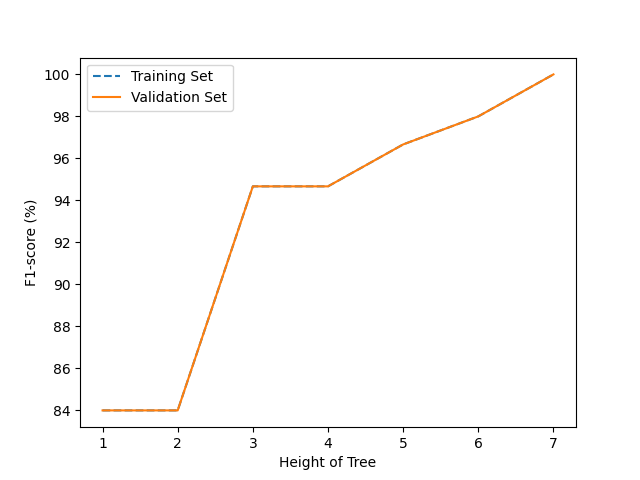 Training Set
Validation Set
100
98
96
94
92
90
88
86
84
F1-score (%)
1 2 3 4 5 6 7
Height of Tree